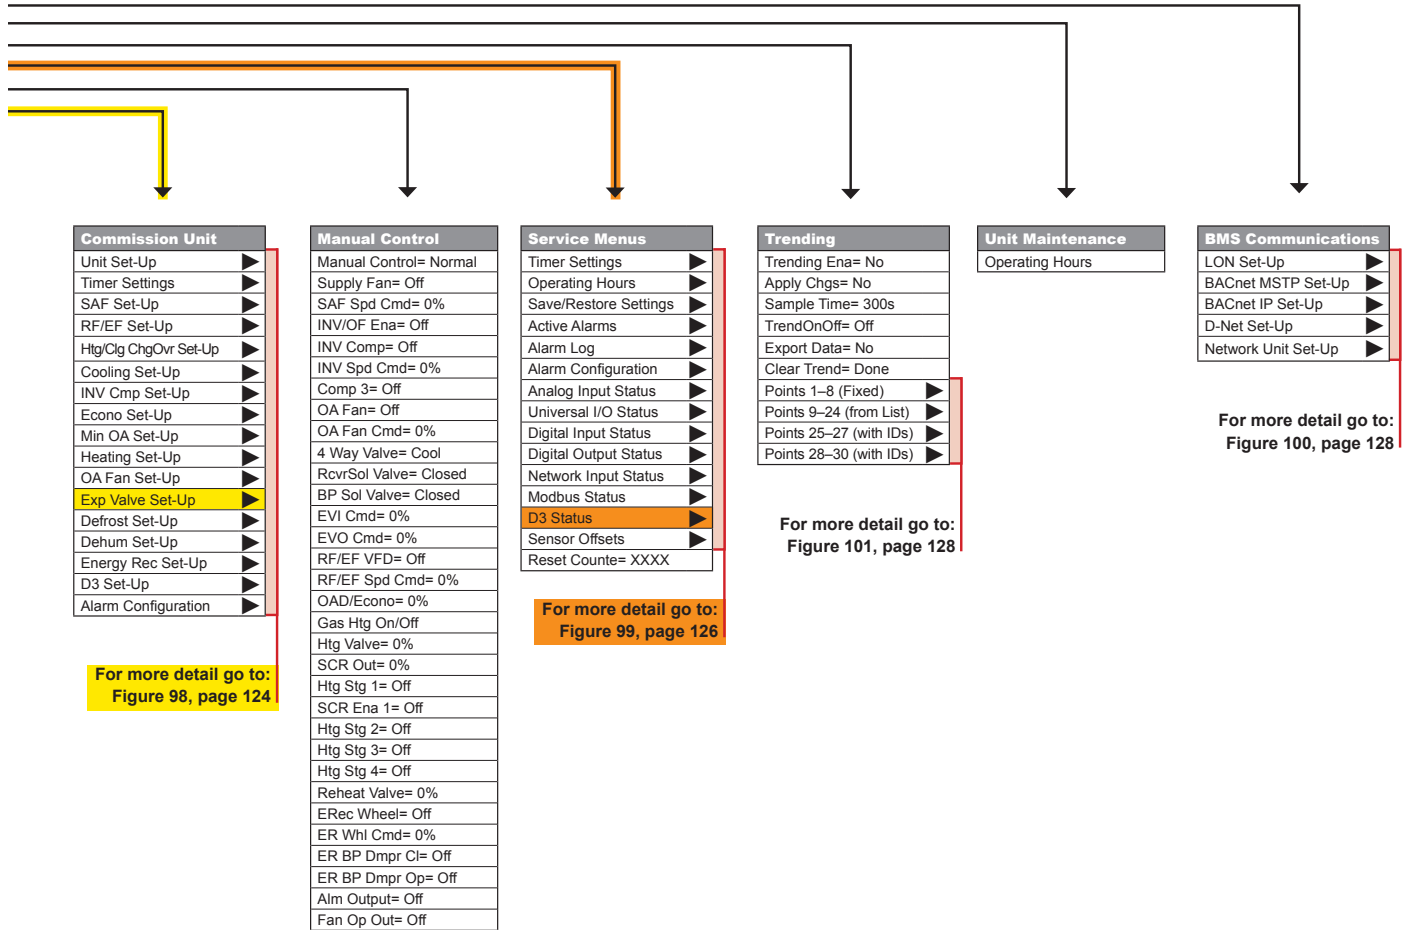 Commission Unit
Unit Set-Up
Timer Settings
SAF Set-Up
RF/EF Set-Up
Htg/Clg ChgOvr Set-Up
Cooling Set-Up
INV Cmp Set-Up
Econo Set-Up
Min OA Set-Up
Heating Set-Up
OA Fan Set-Up
Exp Valve Set-Up
Defrost Set-Up
Dehum Set-Up
Energy Rec Set-Up
D3 Set-Up
Alarm Configuration
For more detail go to:
Figure 98, page 124
Manual Control
Manual Control= Normal
Supply Fan= Off
SAF Spd Cmd= 0%
INV/OF Ena= Off
INV Comp= Off
INV Spd Cmd= 0%
Comp 3= Off
OA Fan= Off
OA Fan Cmd= 0%
4 Way Valve= Cool
RcvrSol Valve= Closed
BP Sol Valve= Closed
EVI Cmd= 0%
EVO Cmd= 0%
RF/EF VFD= Off
RF/EF Spd Cmd= 0%
OAD/Econo= 0%
Gas Htg On/Off
Htg Valve= 0%
SCR Out= 0%
Htg Stg 1= Off
SCR Ena 1= Off
Htg Stg 2= Off
Htg Stg 3= Off
Htg Stg 4= Off
Reheat Valve= 0%
ERec Wheel= Off
ER Whl Cmd= 0%
ER BP Dmpr Cl= Off
ER BP Dmpr Op= Off
Alm Output= Off
Fan Op Out= Off
Service Menus
Timer Settings
Operating Hours
Save/Restore Settings
Active Alarms
Alarm Log
Alarm Configuration
Analog Input Status
Universal I/O Status
Digital Input Status
Digital Output Status
Network Input Status
Modbus Status
D3 Status
Sensor Offsets
Reset Counte= XXXX
For more detail go to:
Figure 99, page 126
Trending
Trending Ena= No
Apply Chgs= No
Sample Time= 300s
TrendOnOff= Off
Export Data= No
Clear Trend= Done
Points 1–8 (Fixed)
Points 9–24 (from List)
Points 25–27 (with IDs)
Points 28–30 (with IDs)
For more detail go to:
Figure 101, page 128
Unit Maintenance
Operating Hours
BMS Communications
LON Set-Up
BACnet MSTP Set-Up
BACnet IP Set-Up
D-Net Set-Up
Network Unit Set-Up
For more detail go to:
Figure 100, page 128